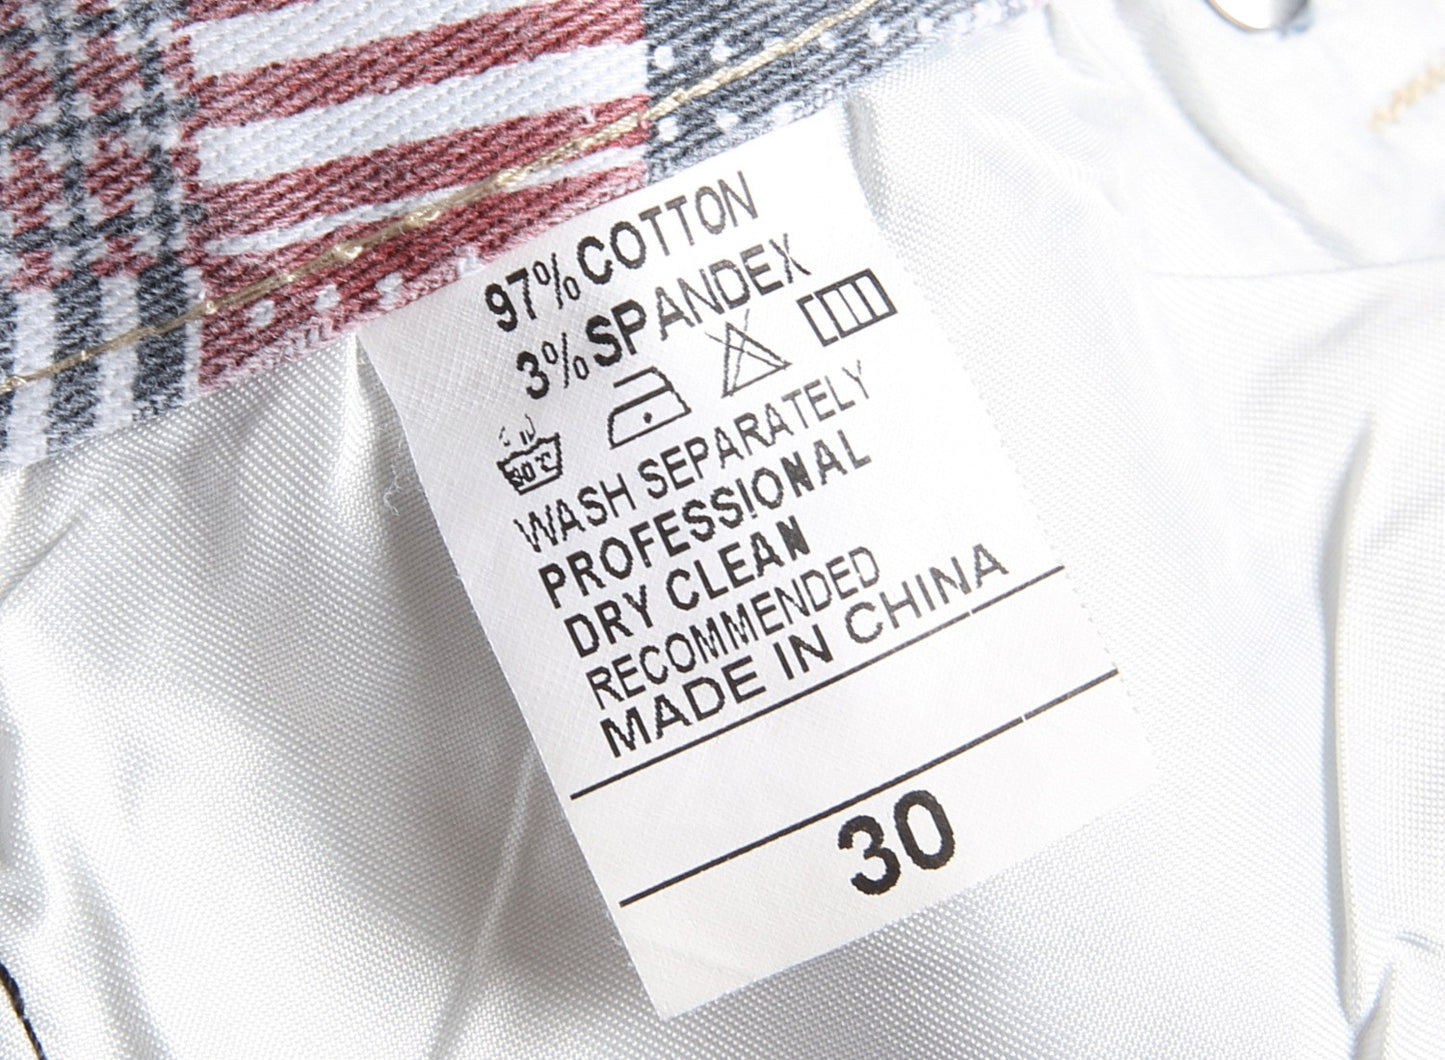 97%COTTON
3%SPANDEX
30°C
WASH SEPARATELY
PROFESSIONAL
DRY CLEAN
RECOMMENDED
MADE IN CHINA
30